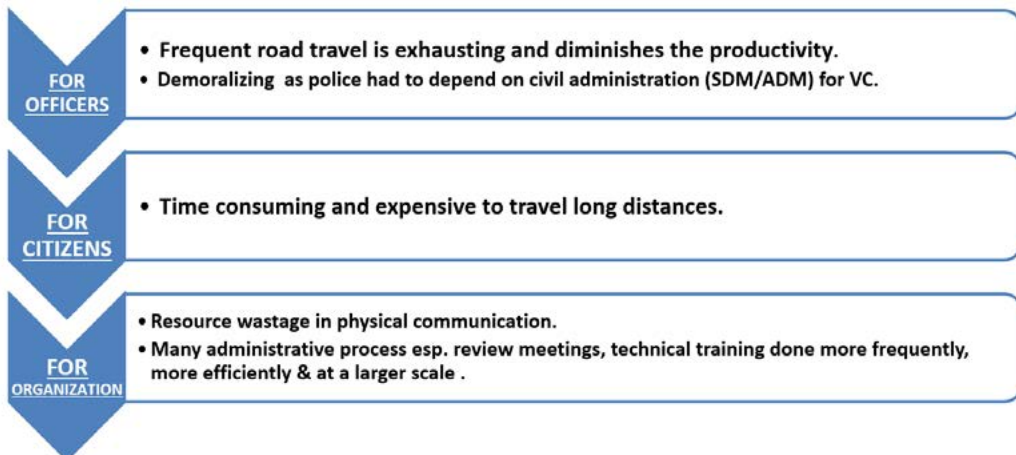 FOR
OFFICERS
• Frequent road travel is exhausting and diminishes the productivity.
• Demoralizing as police had to depend on civil administration (SDM/ADM) for VC.
FOR
CITIZENS
• Time consuming and expensive to travel long distances.
FOR
ORGANIZATION
• Resource wastage in physical communication.
• Many administrative process esp. review meetings, technical training done more frequently,
more efficiently & at a larger scale .